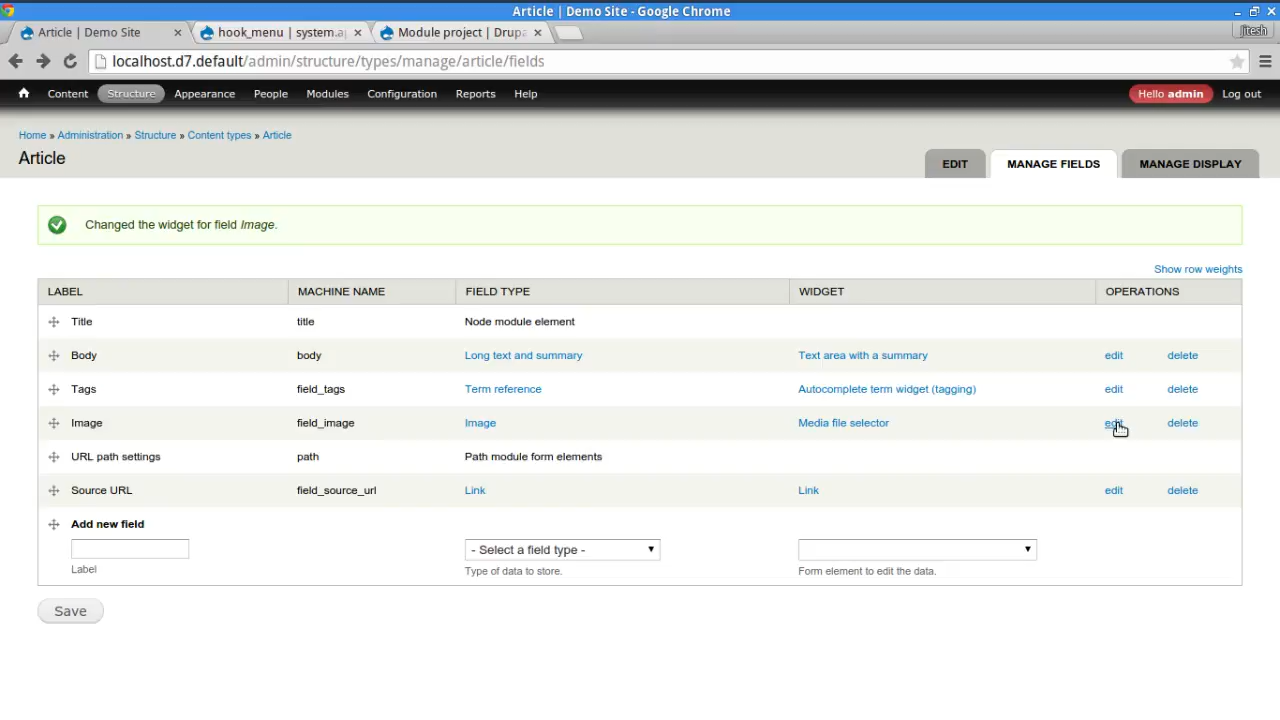 Article | Demo Site - Google Chrome
Article | Demo Site
hook_menu | system.a
Module project | Drupa
jitesh
localhost.d7.default/admin/structure/types/manage/article/fields
Content Structure Appearance People Modules Configuration Reports Help
Hello admin Log out
Home » Administration » Structure » Content types » Article
Article
EDIT MANAGE FIELDS MANAGE DISPLAY
Changed the widget for field Image.
Show row weights
LABEL MACHINE NAME FIELD TYPE WIDGET OPERATIONS
Title title Node module element
Body body Long text and summary Text area with a summary edit delete
Tags field_tags Term reference Autocomplete term widget (tagging) edit delete
Image field_image Image Media file selector edit delete
URL path settings path Path module form elements
Source URL field_source_url Link Link edit delete
Add new field
- Select a field type -
Label Type of data to store. Form element to edit the data.
Save